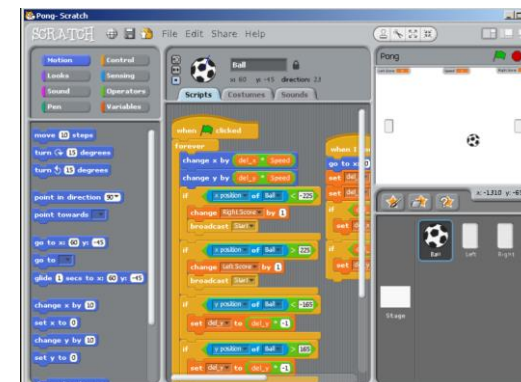 Pong- Scratch
SCRATCH File Edit Share Help
Motion Control
Looks Sensing
Sound Operators
Pen Variables
move 10 steps
turn 15 degrees
turn 15 degrees
point in direction 90
point towards
go to x: 60 y: -45
go to
glide 1 secs to x: 60 y: -45
change x by 10
set x to 0
change y by 10
set y to 0
Ball
x: 60 y: -45 direction: 23
Scripts Costumes Sounds
when clicked
forever
change x by del_x * Speed
change y by del_y * Speed
if x position of Ball < -225
change Right Score by 1
broadcast Start
if x position of Ball > 225
change Left Score by 1
broadcast Start
if y position of Ball < -165
set del_y to del_y * -1
if y position of Ball > 165
set del_y to del_y * -1
when I
go to x: 0
set del
set del
if
set d
if
set d
Pong
x: -1310 y:
Ball Left Right
Stage